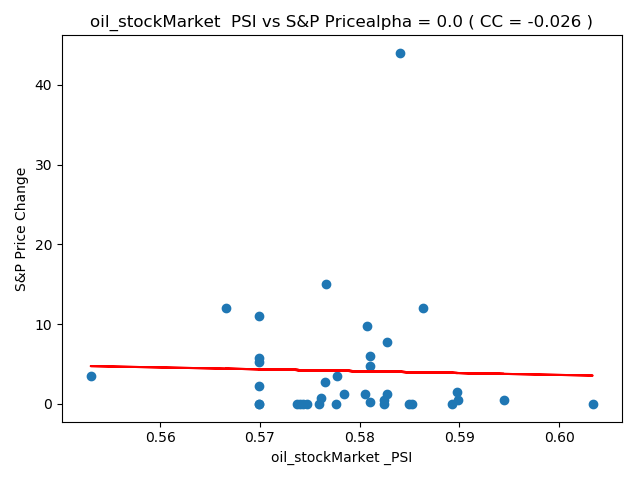 oil_stockMarket  PSI vs S&P Pricealpha = 0.0 ( CC = -0.026 )
S&P Price Change
40
30
20
10
0
0.56 0.57 0.58 0.59 0.60
oil_stockMarket _PSI